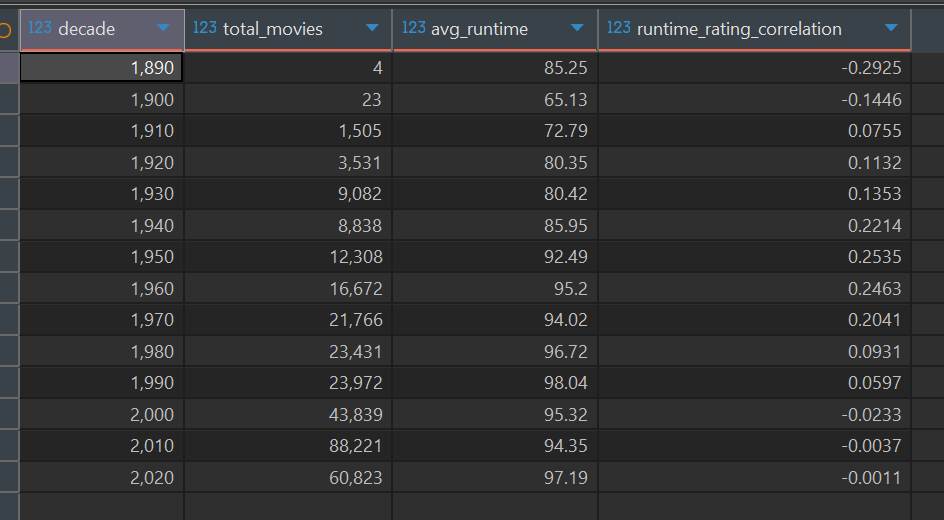 123 decade 123 total_movies 123 avg_runtime 123 runtime_rating_correlation
1,890 4 85.25 -0.2925
1,900 23 65.13 -0.1446
1,910 1,505 72.79 0.0755
1,920 3,531 80.35 0.1132
1,930 9,082 80.42 0.1353
1,940 8,838 85.95 0.2214
1,950 12,308 92.49 0.2535
1,960 16,672 95.2 0.2463
1,970 21,766 94.02 0.2041
1,980 23,431 96.72 0.0931
1,990 23,972 98.04 0.0597
2,000 43,839 95.32 -0.0233
2,010 88,221 94.35 -0.0037
2,020 60,823 97.19 -0.0011